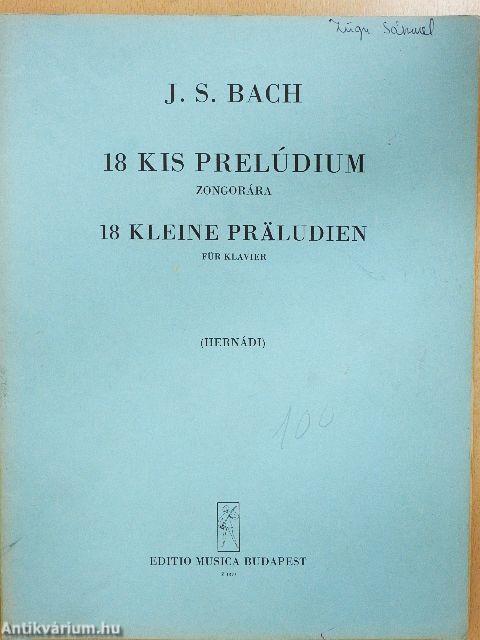 J. S. BACH
18 KIS PRELÚDIUM
ZONGORÁRA
18 KLEINE PRÄLUDIEN
FÜR KLAVIER
(HERNÁDI)
100
EDITIO MUSICA BUDAPEST
Antikvárium.hu